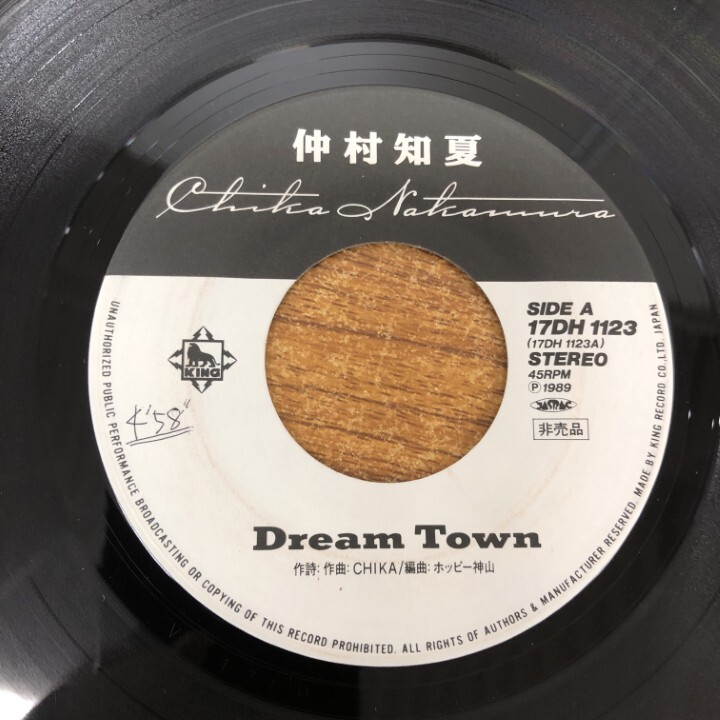 仲村知夏
Chika Nakamura
SIDE A
17DH 1123
(17DH 1123A)
STEREO
45RPM
Ⓟ1989
JASRAC
非売品
KING
4'58"
Dream Town
作詩:作曲:CHIKA/編曲:ホッピー神山
UNAUTHORIZED PUBLIC PERFORMANCE BROADCASTING OR COPYING OF THIS RECORD PROHIBITED. ALL RIGHTS OF AUTHORS & MANUFACTURER RESERVED. MADE BY KING RECORD CO., LTD. JAPAN